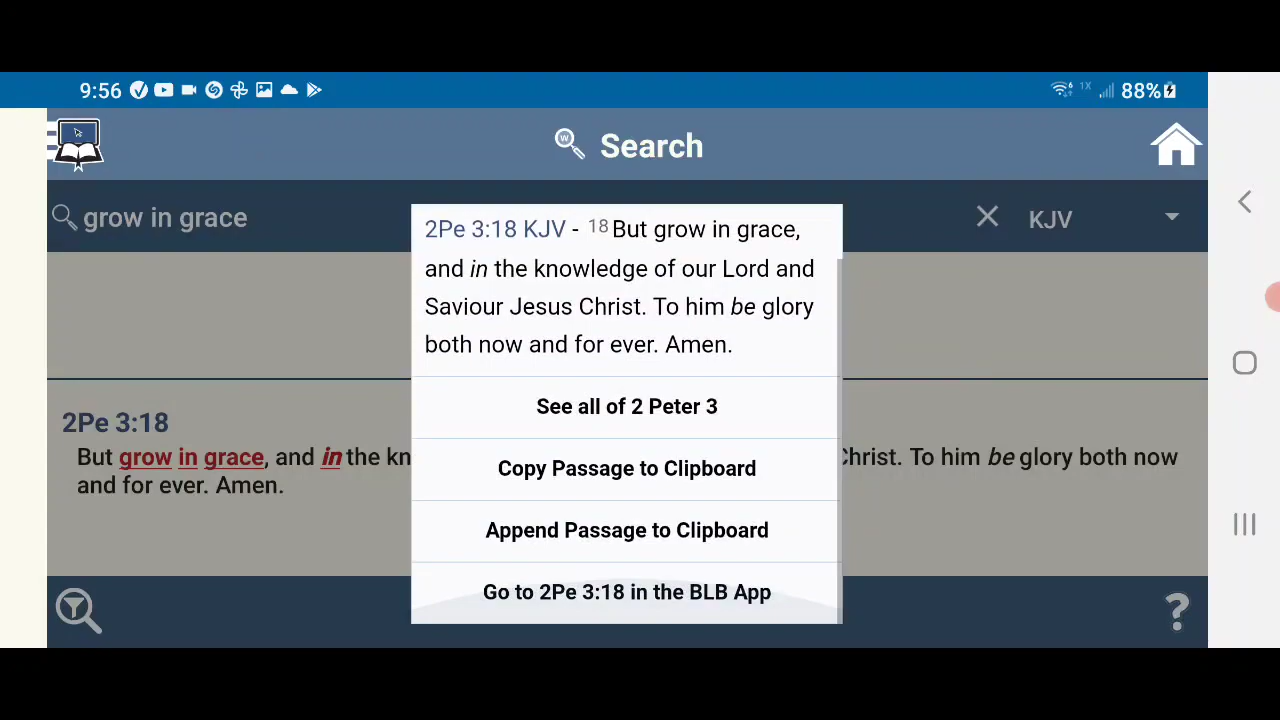 9:56
1X
88%
W
Search
grow in grace
KJV
2Pe 3:18 KJV - 18 But grow in grace,
and in the knowledge of our Lord and
Saviour Jesus Christ. To him be glory
both now and for ever. Amen.
See all of 2 Peter 3
Copy Passage to Clipboard
Append Passage to Clipboard
Go to 2Pe 3:18 in the BLB App
2Pe 3:18
But grow in grace, and in the kn Christ. To him be glory both now
and for ever. Amen.
?